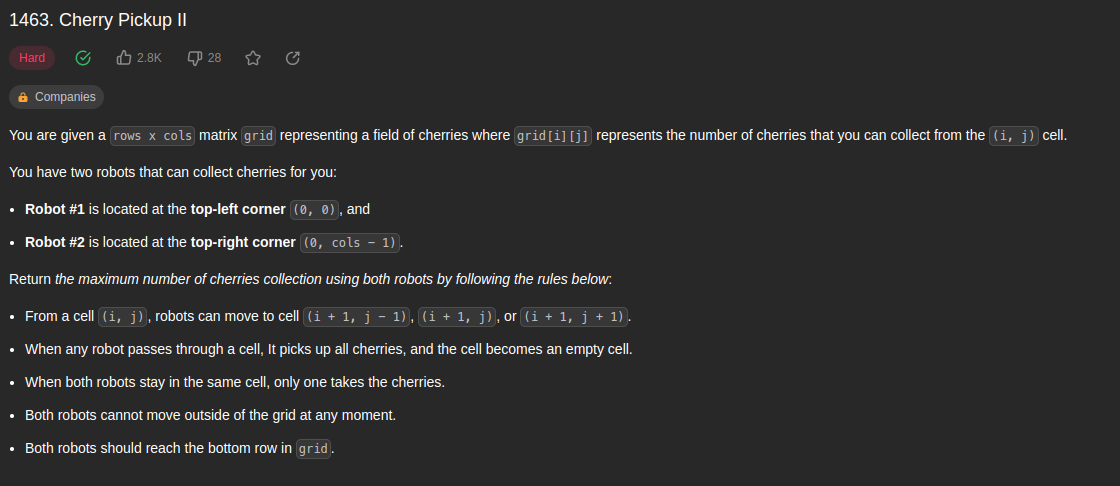 1463. Cherry Pickup II
Hard 2.8K 28
Companies
You are given a rows x cols matrix grid representing a field of cherries where grid[i][j] represents the number of cherries that you can collect from the (i, j) cell.
You have two robots that can collect cherries for you:
• Robot #1 is located at the top-left corner (0, 0), and
• Robot #2 is located at the top-right corner (0, cols - 1).
Return the maximum number of cherries collection using both robots by following the rules below:
• From a cell (i, j), robots can move to cell (i + 1, j - 1), (i + 1, j), or (i + 1, j + 1).
• When any robot passes through a cell, It picks up all cherries, and the cell becomes an empty cell.
• When both robots stay in the same cell, only one takes the cherries.
• Both robots cannot move outside of the grid at any moment.
• Both robots should reach the bottom row in grid.